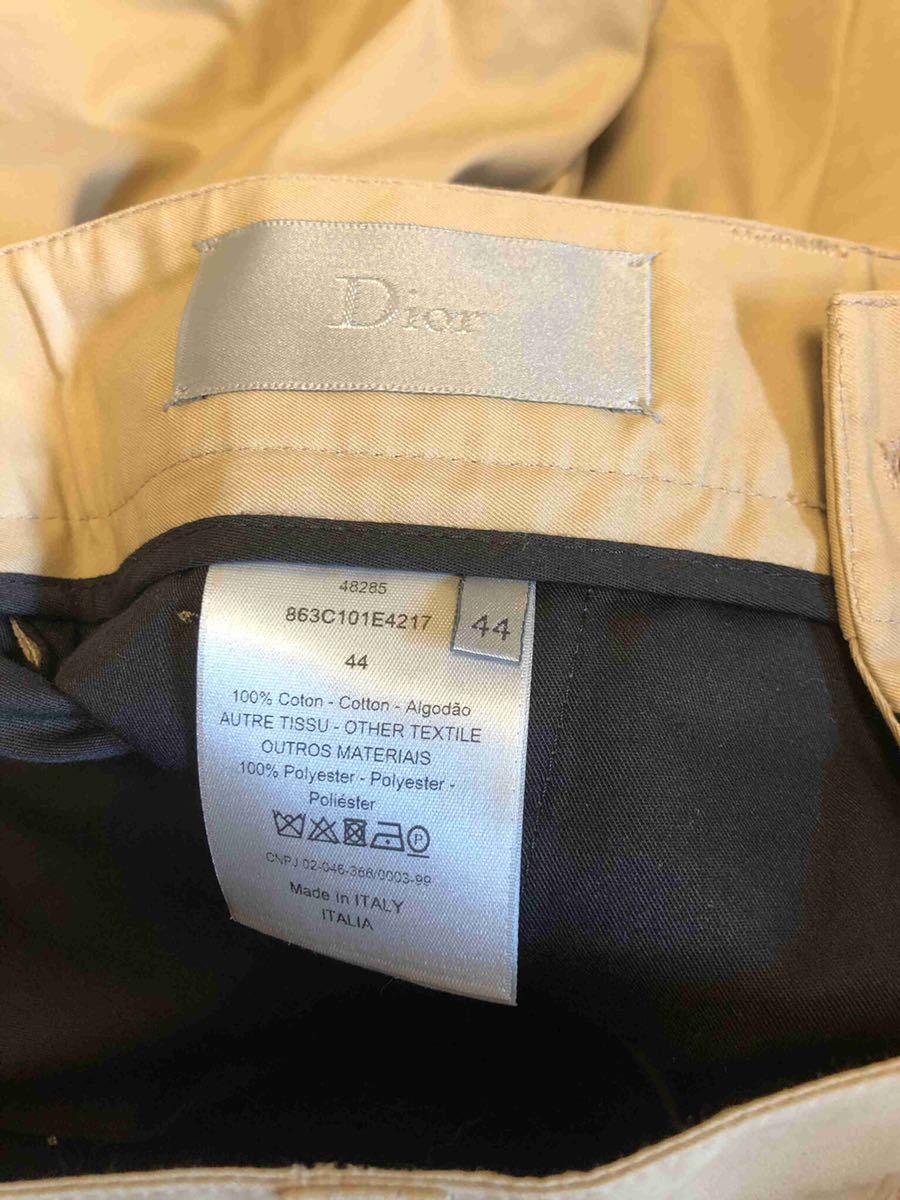 Dior
48285
863C101E4217
44
44
100% Coton - Cotton - Algodão
AUTRE TISSU - OTHER TEXTILE
OUTROS MATERIAIS
100% Polyester - Polyester -
Poliéster
P
CNPJ 02-046-366/0003-99
Made in ITALY
ITALIA